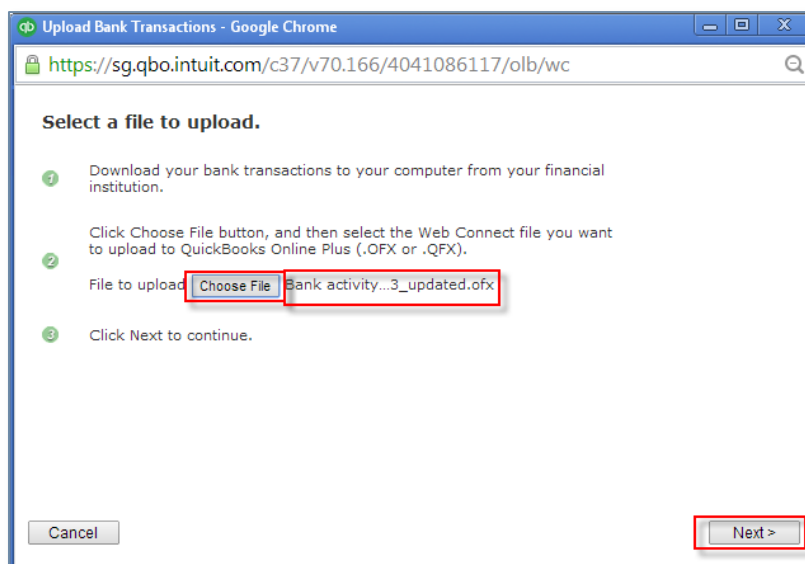 Upload Bank Transactions - Google Chrome
https://sg.qbo.intuit.com/c37/v70.166/4041086117/olb/wc
Select a file to upload.
1 Download your bank transactions to your computer from your financial
institution.
2 Click Choose File button, and then select the Web Connect file you want
to upload to QuickBooks Online Plus (.OFX or .QFX).
File to upload Choose File Bank activity...3_updated.ofx
3 Click Next to continue.
Cancel Next >